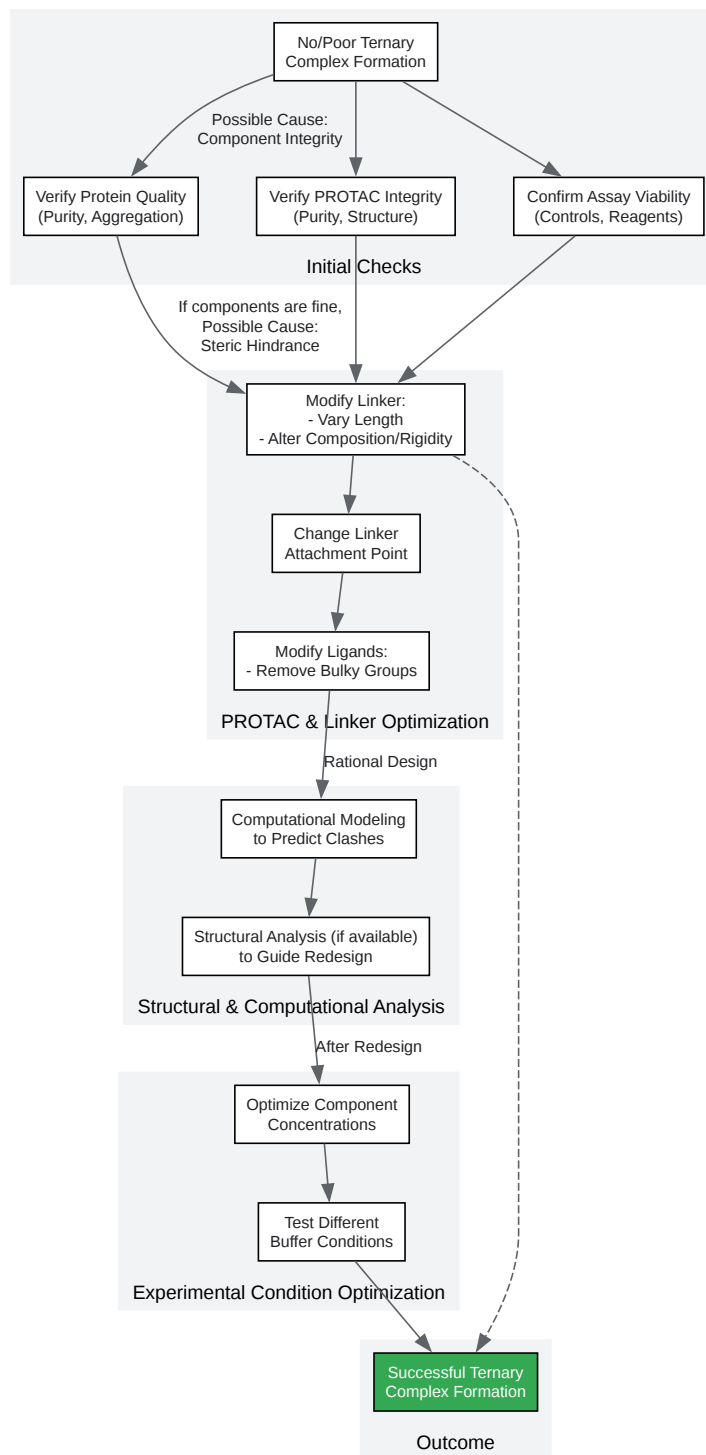 No/Poor Ternary
Complex Formation
Possible Cause:
Component Integrity
Verify Protein Quality
(Purity, Aggregation)
Verify PROTAC Integrity
(Purity, Structure)
Confirm Assay Viability
(Controls, Reagents)
Initial Checks
If components are fine,
Possible Cause:
Steric Hindrance
Modify Linker:
- Vary Length
- Alter Composition/Rigidity
Change Linker
Attachment Point
Modify Ligands:
- Remove Bulky Groups
PROTAC & Linker Optimization
Rational Design
Computational Modeling
to Predict Clashes
Structural Analysis (if available)
to Guide Redesign
Structural & Computational Analysis
After Redesign
Optimize Component
Concentrations
Test Different
Buffer Conditions
Experimental Condition Optimization
Successful Ternary
Complex Formation
Outcome